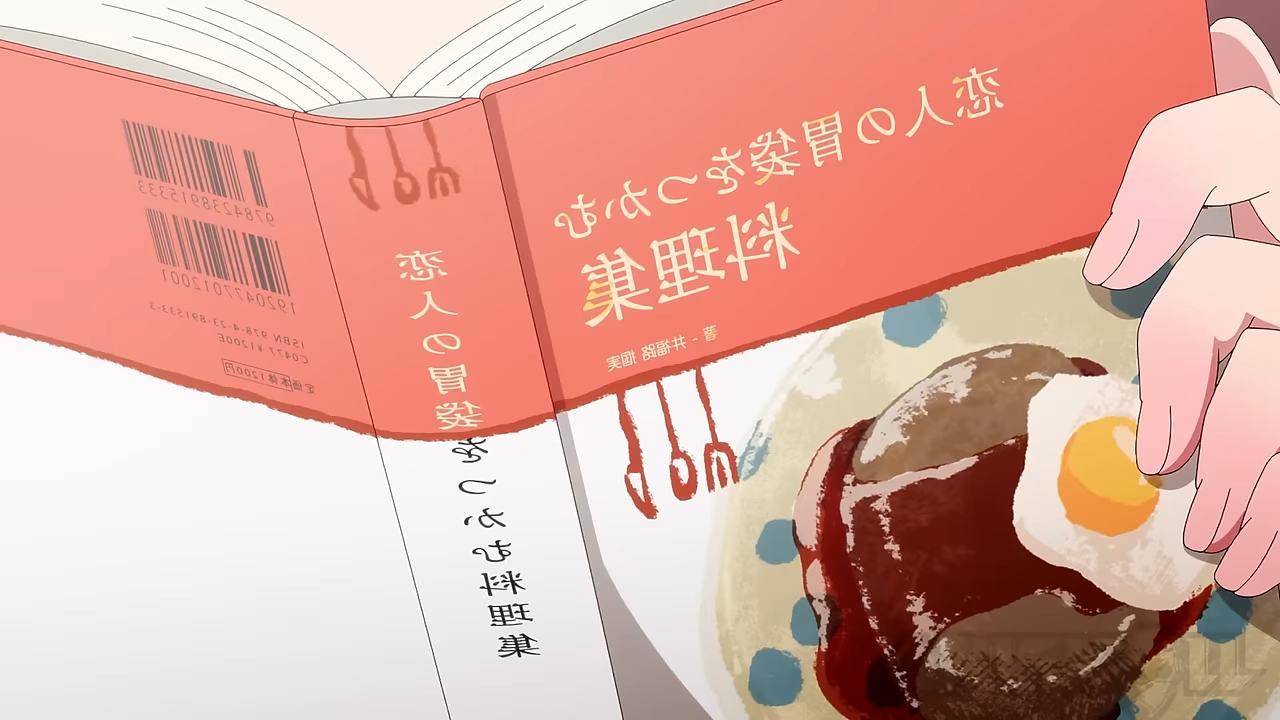 恋人の胃袋をつかむ
料理集
著 - 井福路 掴実
恋人の胃袋をつかむ料理集
9784238915333
1920477012001
ISBN 978-4-23-891533-3
C0477 ¥1200E
定価 本体1200円